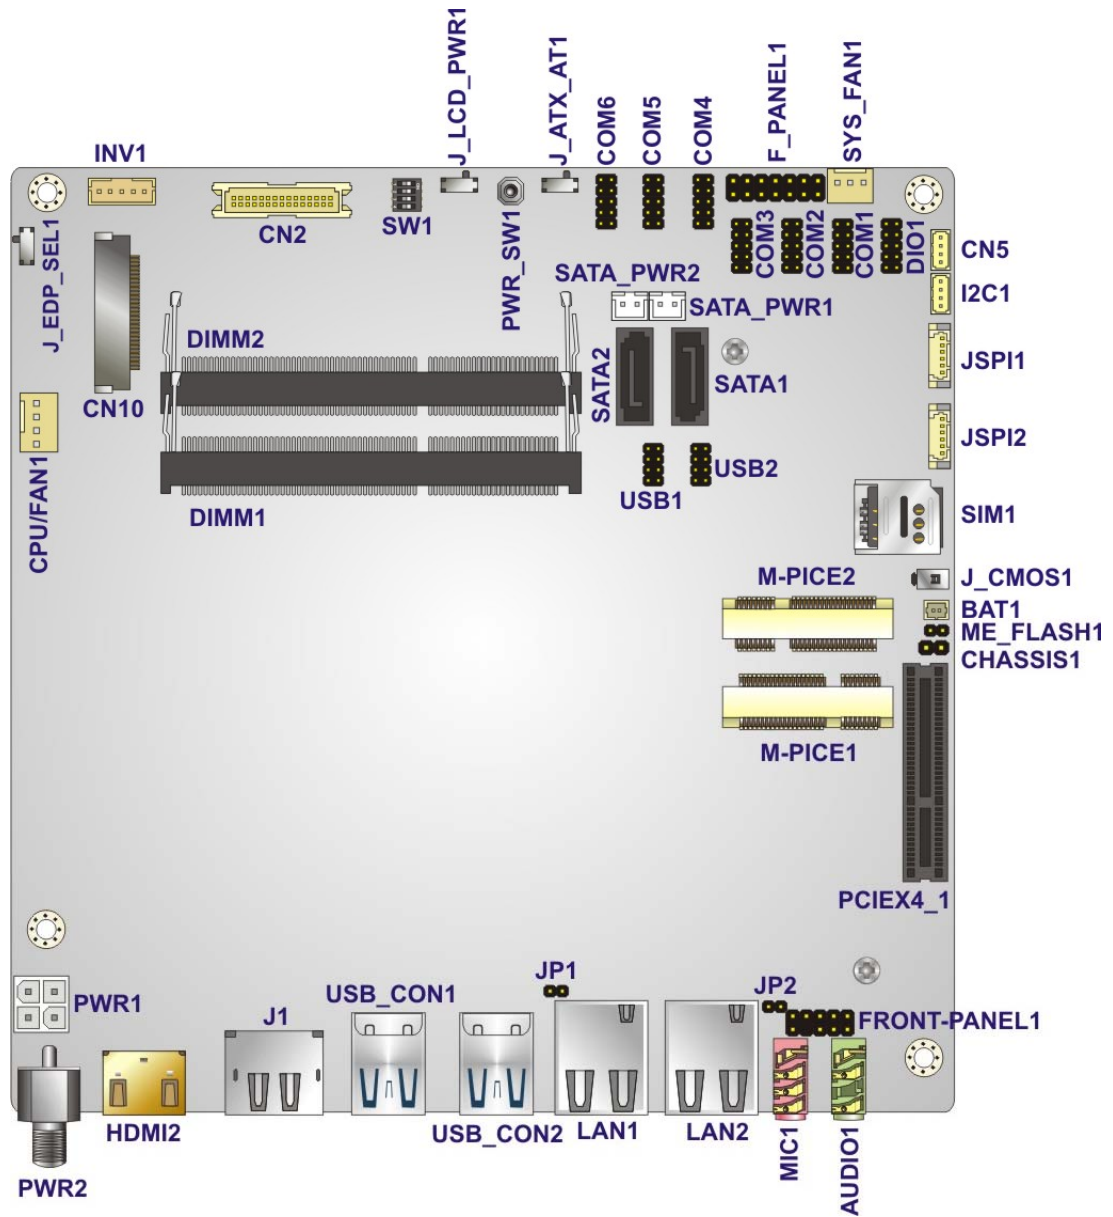 J_LCD_PWR1
J_ATX_AT1
COM6
COM5
COM4
F_PANEL1
SYS_FAN1
INV1
CN2
SW1
PWR_SW1
COM3
COM2
COM1
DIO1
CN5
J_EDP_SEL1
I2C1
SATA_PWR2
SATA_PWR1
DIMM2
JSPI1
CN10
SATA2
SATA1
CPU/FAN1
JSPI2
USB2
USB1
DIMM1
SIM1
M-PICE2
J_CMOS1
BAT1
ME_FLASH1
CHASSIS1
M-PICE1
PCIEX4_1
PWR1
J1
USB_CON1
JP1
JP2
FRONT-PANEL1
HDMI2
USB_CON2
LAN1
LAN2
MIC1
AUDIO1
PWR2